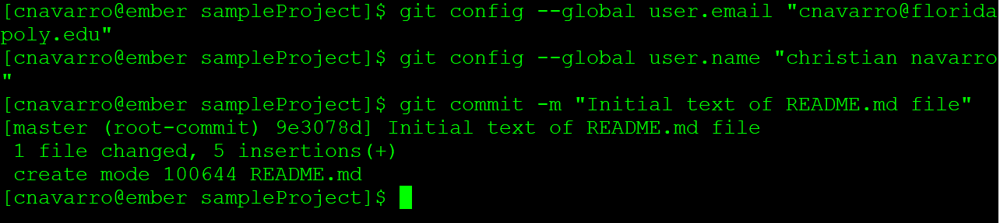 [cnavarro@ember sampleProject]$ git config --global user.email "cnavarro@florida
poly.edu"
[cnavarro@ember sampleProject]$ git config --global user.name "christian navarro
"
[cnavarro@ember sampleProject]$ git commit -m "Initial text of README.md file"
[master (root-commit) 9e3078d] Initial text of README.md file
 1 file changed, 5 insertions(+)
 create mode 100644 README.md
[cnavarro@ember sampleProject]$